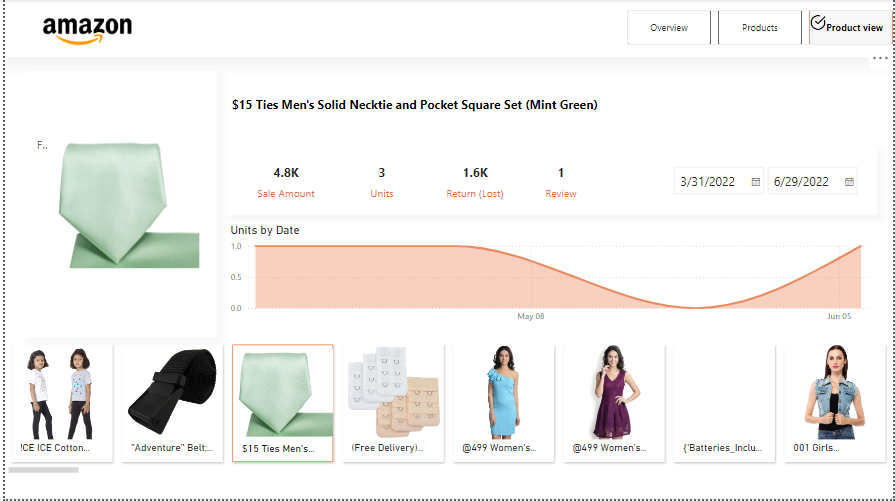 amazon
Overview
Products
Product view
$15 Ties Men's Solid Necktie and Pocket Square Set (Mint Green)
F..
4.8K
3
1.6K
1
Sale Amount
Units
Return (Lost)
Review
3/31/2022
6/29/2022
Units by Date
1.0
0.5
0.0
May 08
Jun 05
!CE ICE Cotton...
"Adventure" Belt;...
$15 Ties Men's...
(Free Delivery)...
@499 Women's...
@499 Women's...
{'Batteries_Inclu...
001 Girls...